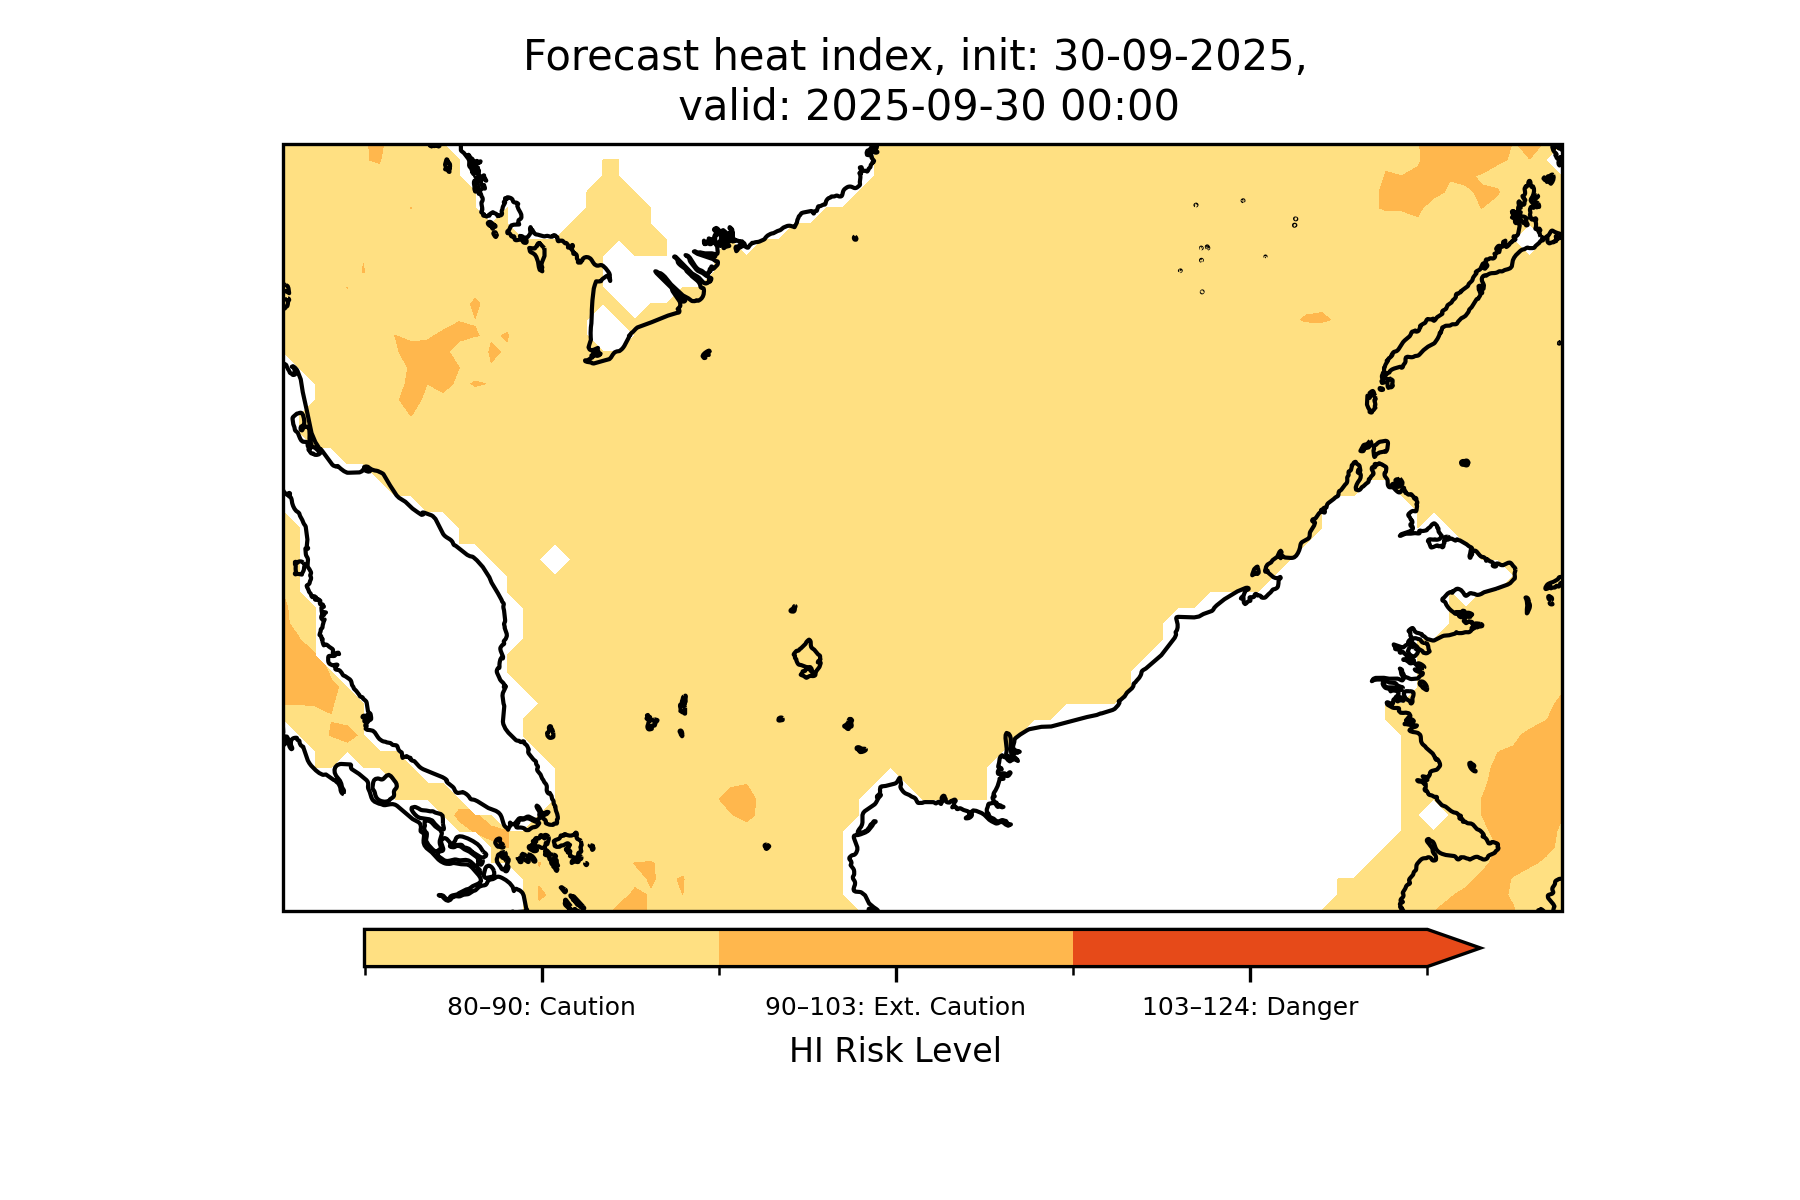 Forecast heat index, init: 30-09-2025,
valid: 2025-09-30 00:00
80–90: Caution
90–103: Ext. Caution
103–124: Danger
HI Risk Level